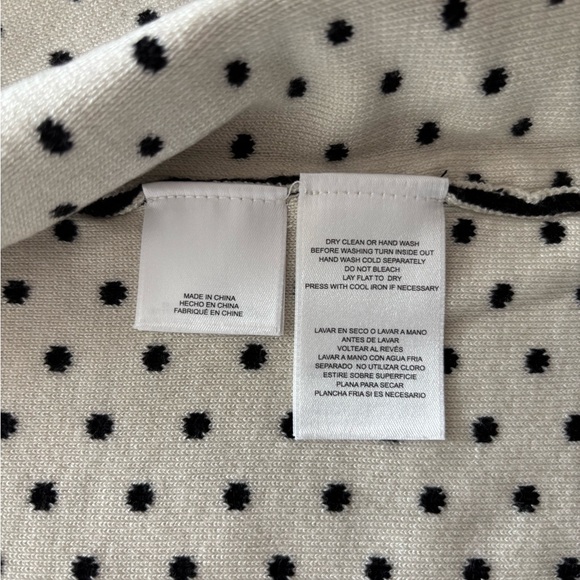 MADE IN CHINA
HECHO EN CHINA
FABRIQUÉ EN CHINE
DRY CLEAN OR HAND WASH
BEFORE WASHING TURN INSIDE OUT
HAND WASH COLD SEPARATELY
DO NOT BLEACH
LAY FLAT TO DRY
PRESS WITH COOL IRON IF NECESSARY
LAVAR EN SECO O LAVAR A MANO
ANTES DE LAVAR
VOLTEAR AL REVÉS
LAVAR A MANO CON AGUA FRIA
SEPARADO NO UTILIZAR CLORO
ESTIRE SOBRE SUPERFICIE
PLANA PARA SECAR
PLANCHA FRIA SI ES NECESARIO